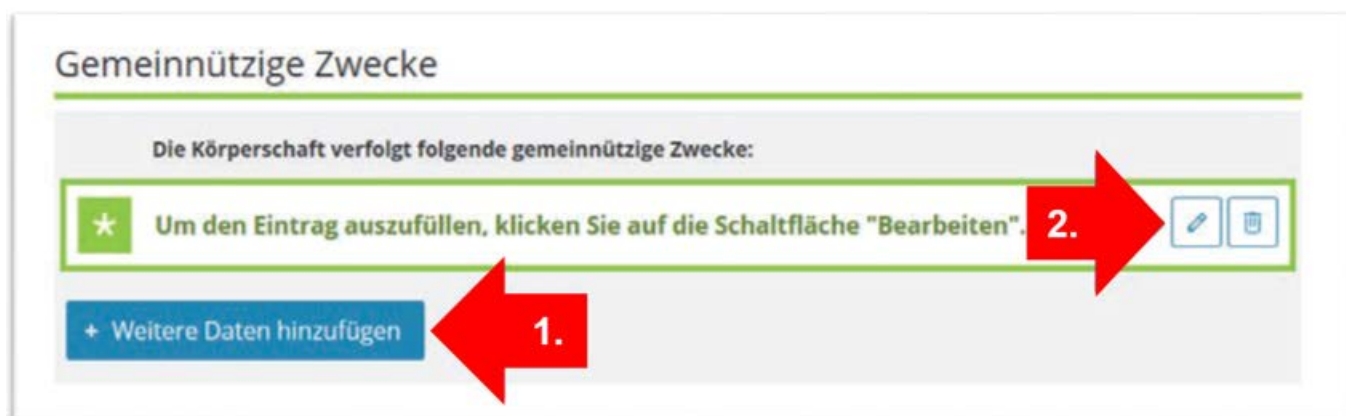 Gemeinnützige Zwecke
Die Körperschaft verfolgt folgende gemeinnützige Zwecke:
* Um den Eintrag auszufüllen, klicken Sie auf die Schaltfläche "Bearbeiten".
2.
+ Weitere Daten hinzufügen
1.